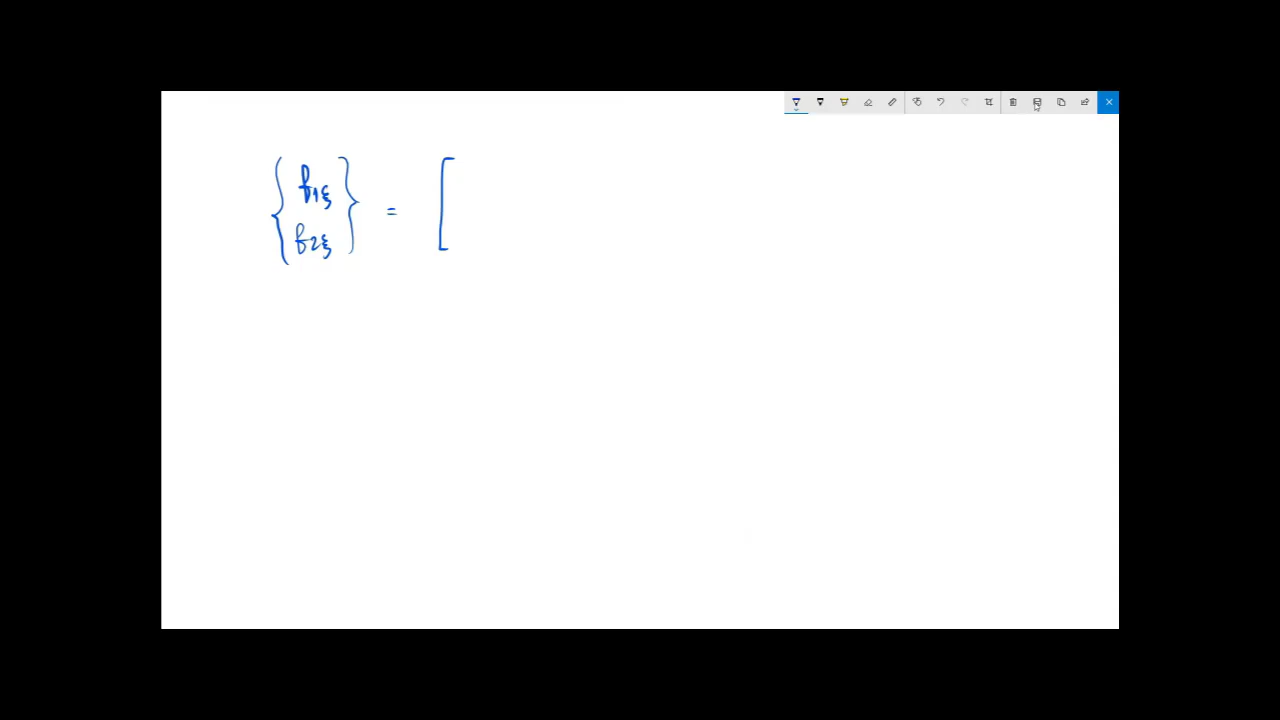 { f1ξ } = [
{ f2ξ }